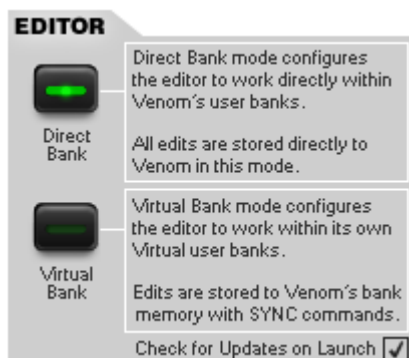 EDITOR
Direct Bank mode configures
the editor to work directly within
Venom's user banks.
All edits are stored directly to
Venom in this mode.
Direct
Bank
Virtual Bank mode configures
the editor to work within its own
Virtual user banks.
Edits are stored to Venom's bank
memory with SYNC commands.
Virtual
Bank
Check for Updates on Launch